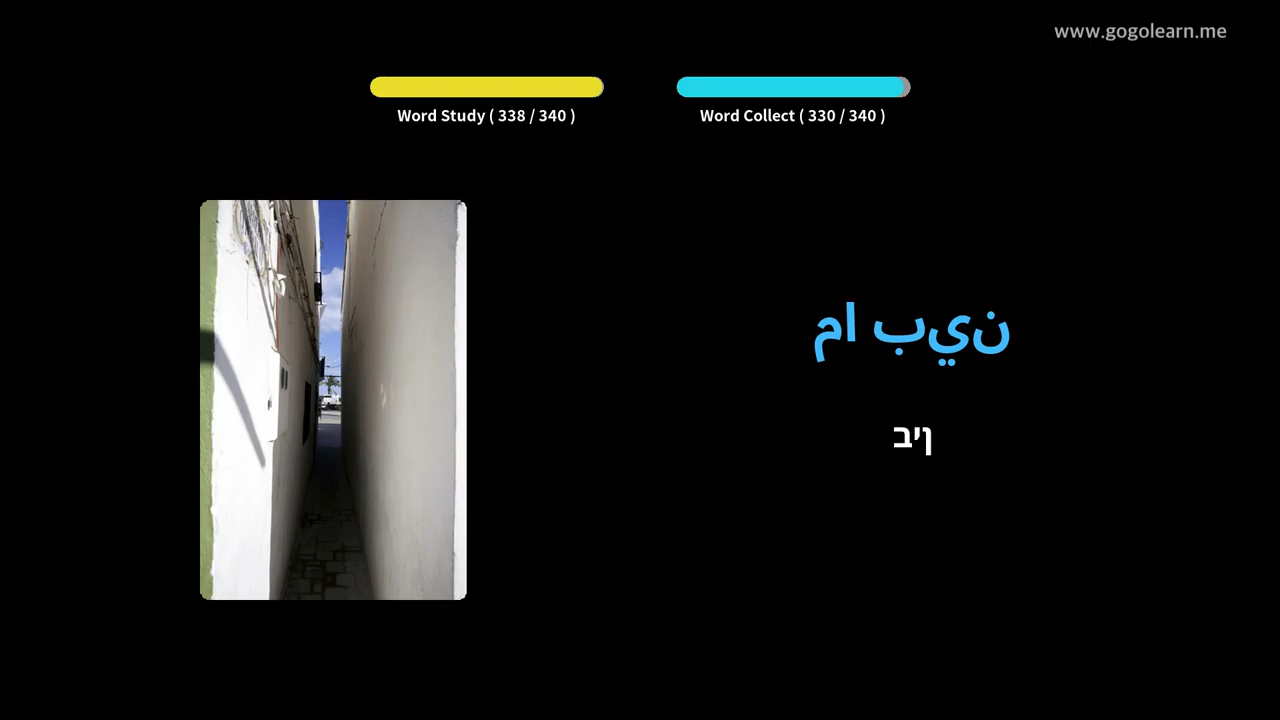 www.gogolearn.me
Word Study ( 338 / 340 )
Word Collect ( 330 / 340 )
ما بين
בין